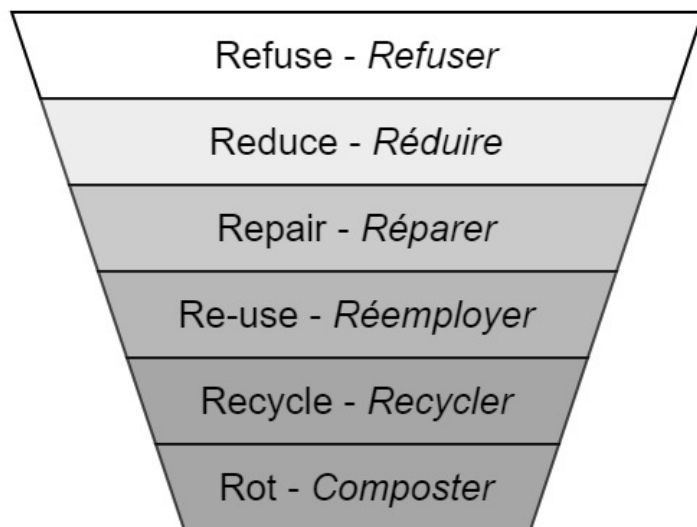 Refuse - Refuser
Reduce - Réduire
Repair - Réparer
Re-use - Réemployer
Recycle - Recycler
Rot - Composter